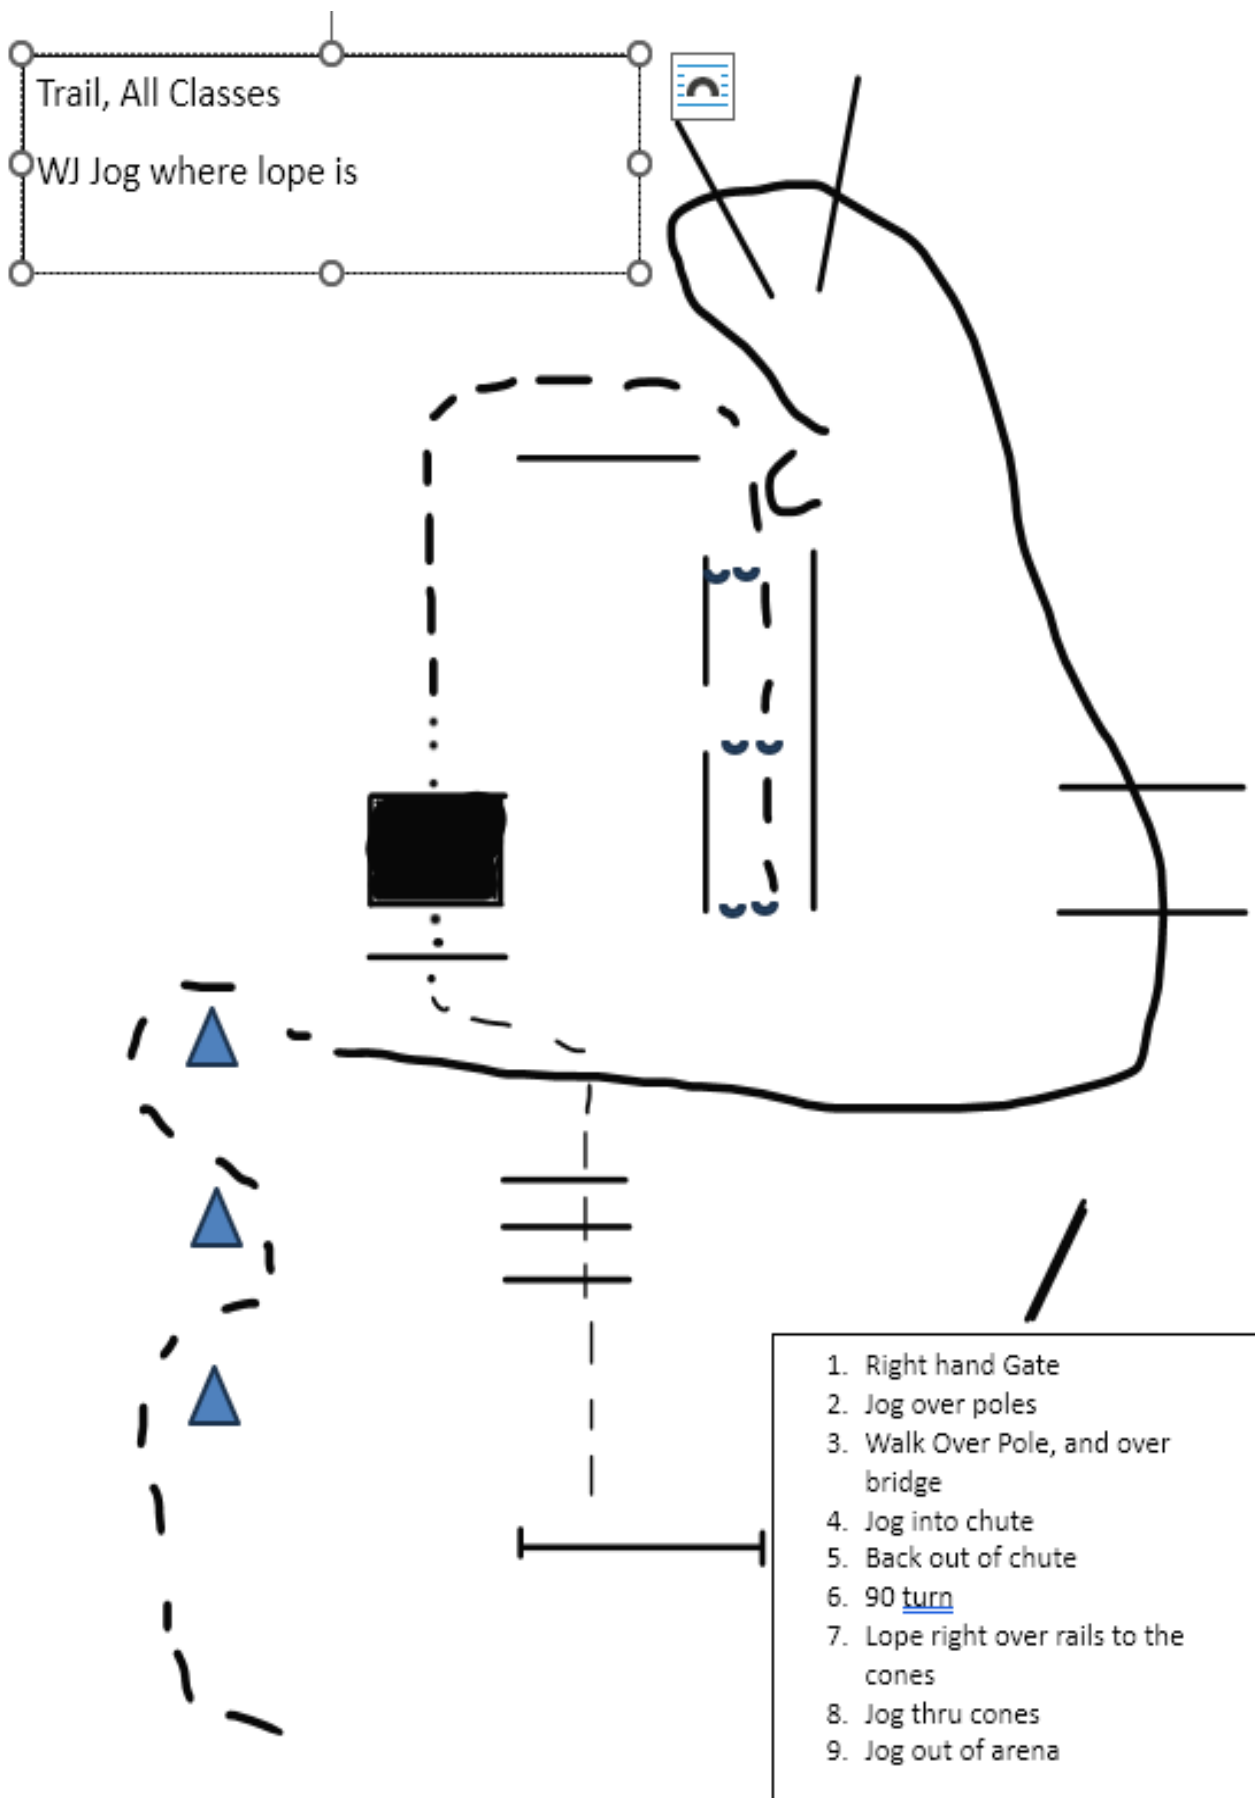 Trail, All Classes
WJ Jog where lope is
1. Right hand Gate
2. Jog over poles
3. Walk Over Pole, and over
bridge
4. Jog into chute
5. Back out of chute
6. 90 turn
7. Lope right over rails to the
cones
8. Jog thru cones
9. Jog out of arena